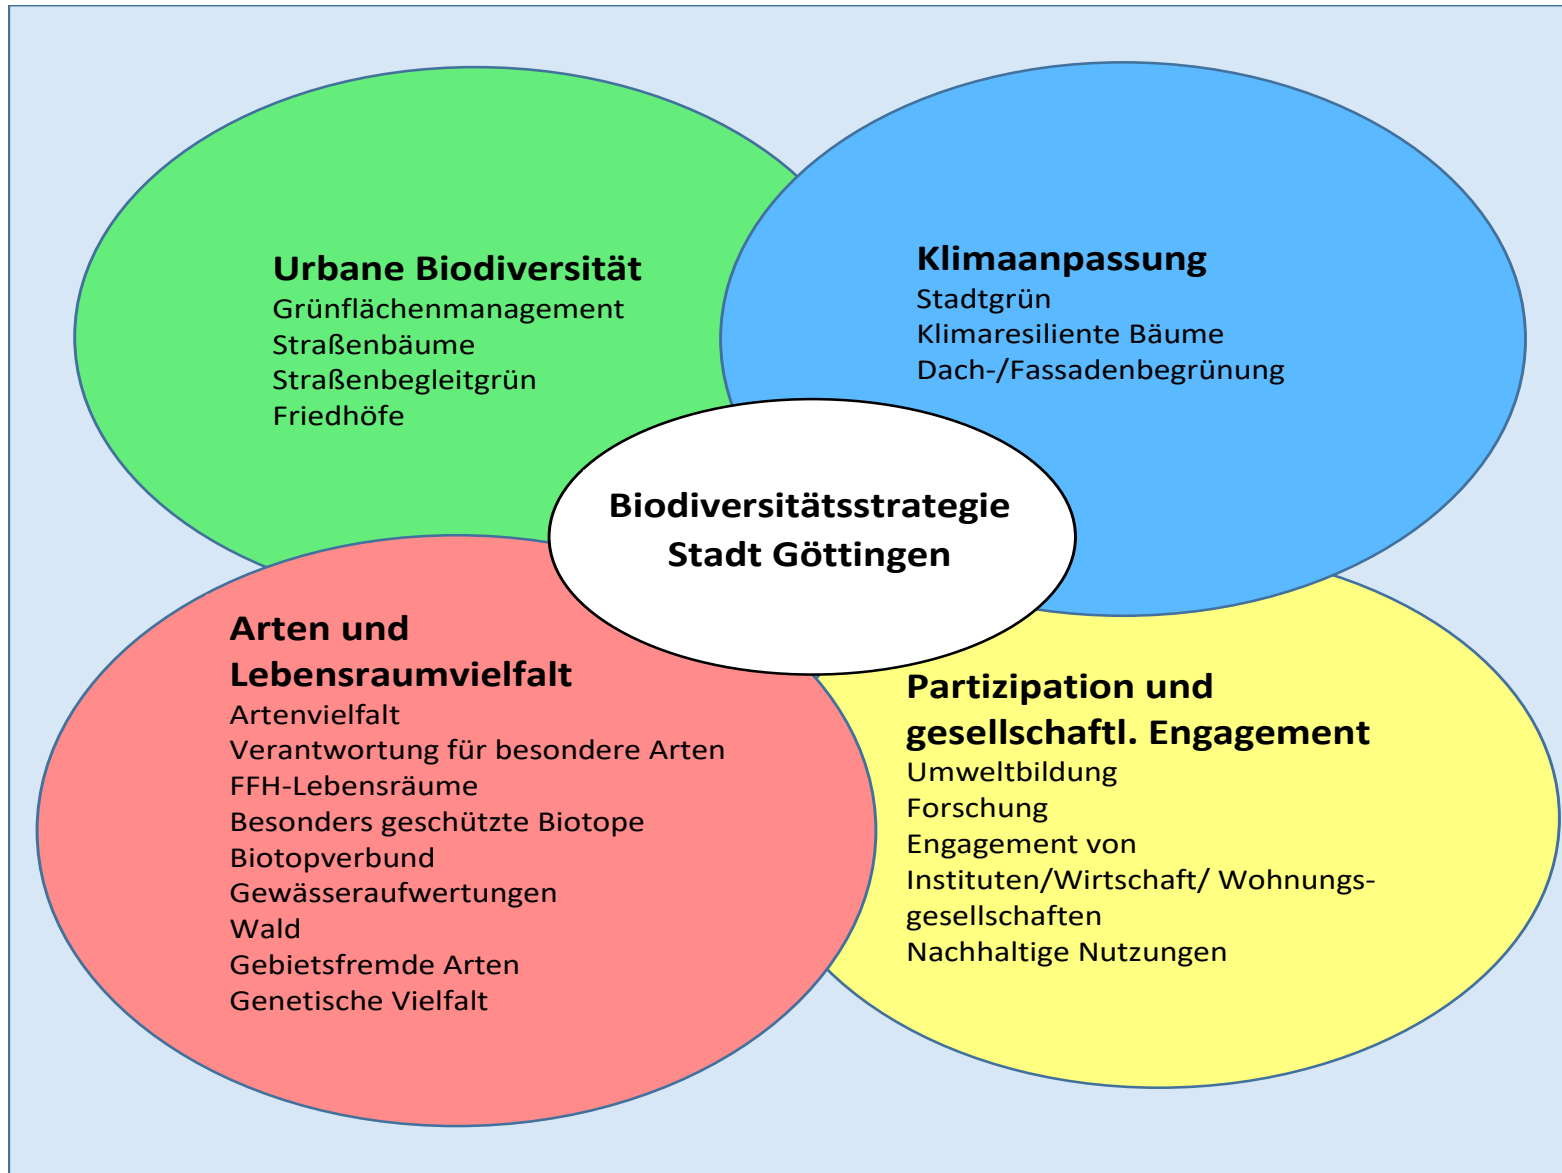 Urbane Biodiversität
Grünflächenmanagement
Straßenbäume
Straßenbegleitgrün
Friedhöfe
Klimaanpassung
Stadtgrün
Klimaresiliente Bäume
Dach-/Fassadenbegrünung
Biodiversitätsstrategie
Stadt Göttingen
Arten und
Lebensraumvielfalt
Artenvielfalt
Verantwortung für besondere Arten
FFH-Lebensräume
Besonders geschützte Biotope
Biotopverbund
Gewässeraufwertungen
Wald
Gebietsfremde Arten
Genetische Vielfalt
Partizipation und
gesellschaftl. Engagement
Umweltbildung
Forschung
Engagement von
Instituten/Wirtschaft/ Wohnungs-
gesellschaften
Nachhaltige Nutzungen